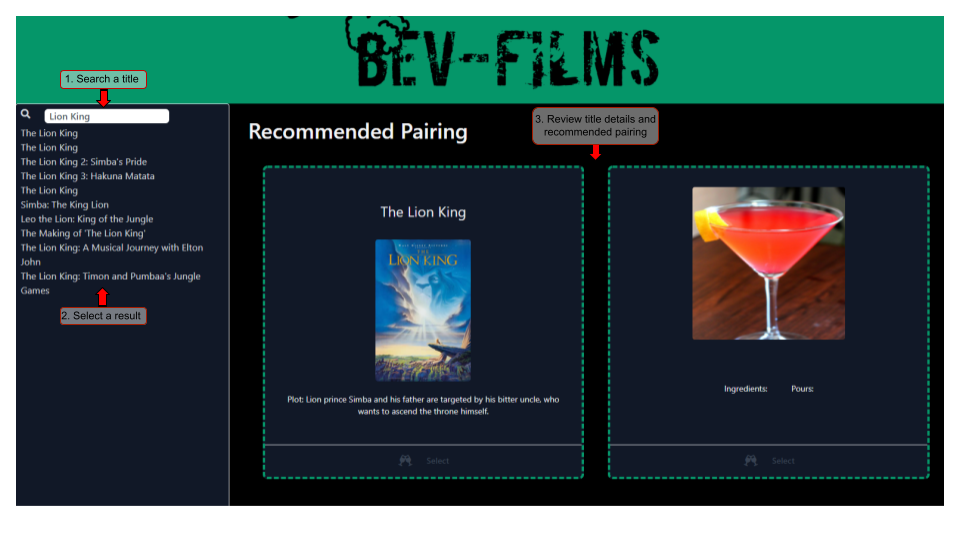 BEV-FILMS
1. Search a title
Lion King
The Lion King
The Lion King
The Lion King 2: Simba's Pride
The Lion King 3: Hakuna Matata
The Lion King
Simba: The King Lion
Leo the Lion: King of the Jungle
The Making of 'The Lion King'
The Lion King: A Musical Journey with Elton
John
The Lion King: Timon and Pumbaa's Jungle
Games
2. Select a result
Recommended Pairing
3. Review title details and
recommended pairing
The Lion King
THE
LION KING
Plot: Lion prince Simba and his father are targeted by his bitter uncle, who
wants to ascend the throne himself.
Select
Ingredients: Pours:
Select